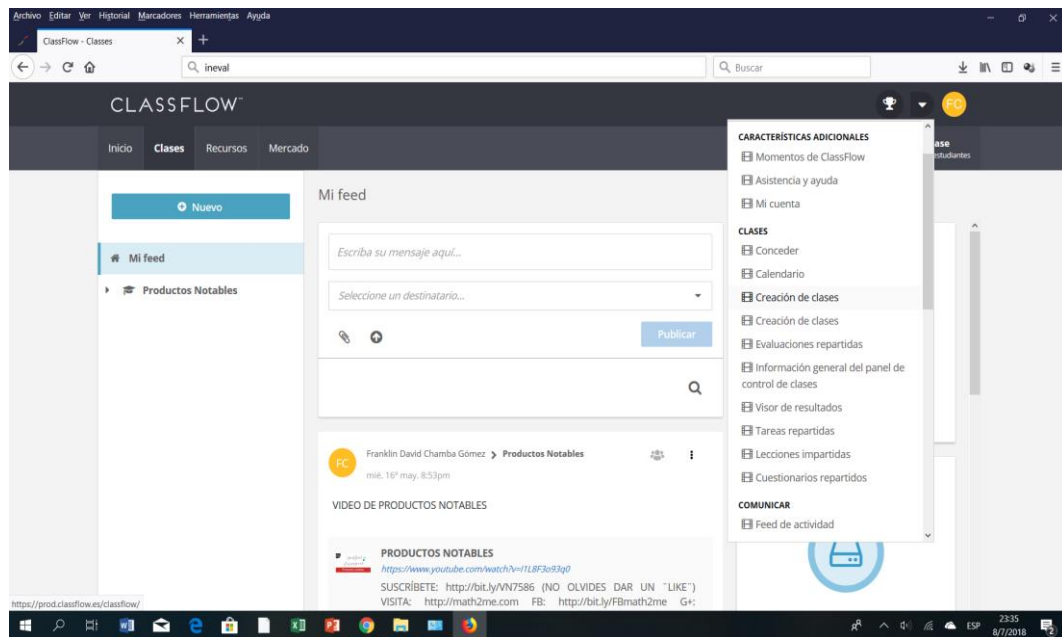 Archivo Editar Ver Historial Marcadores Herramientas Ayuda
ClassFlow - Classes
ineval
Buscar
CLASSFLOW
FC
Inicio Clases Recursos Mercado
ase
estudiantes
Nuevo
Mi feed
Productos Notables
Mi feed
Escriba su mensaje aquí...
Seleccione un destinatario...
Publicar
FC
Franklin David Chamba Gómez > Productos Notables
mié. 16º may. 8:53pm
VIDEO DE PRODUCTOS NOTABLES
PRODUCTOS NOTABLES
https://www.youtube.com/watch?v=I1L8F3o93q0
SUSCRÍBETE: http://bit.ly/VN7586 (NO OLVIDES DAR UN ¨LIKE¨)
VISITA: http://math2me.com FB: http://bit.ly/FBmath2me G+:
CARACTERÍSTICAS ADICIONALES
Momentos de ClassFlow
Asistencia y ayuda
Mi cuenta
CLASES
Conceder
Calendario
Creación de clases
Creación de clases
Evaluaciones repartidas
Información general del panel de
control de clases
Visor de resultados
Tareas repartidas
Lecciones impartidas
Cuestionarios repartidos
COMUNICAR
Feed de actividad
https://prod.classflow.es/classflow/
ESP
23:35
8/7/2018